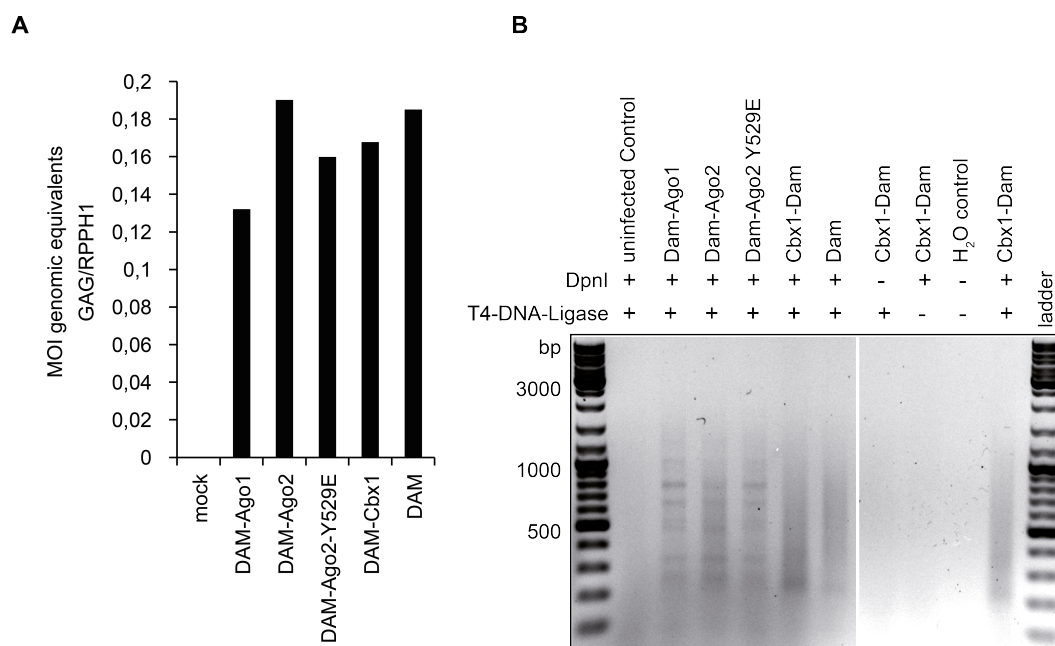 A
MOI genomic equivalents
GAG/RPPH1
0,2
0,18
0,16
0,14
0,12
0,1
0,08
0,06
0,04
0,02
0
mock
DAM-Ago1
DAM-Ago2
DAM-Ago2-Y529E
DAM-Cbx1
DAM
B
uninfected Control
Dam-Ago1
Dam-Ago2
Dam-Ago2 Y529E
Cbx1-Dam
Dam
Cbx1-Dam
Cbx1-Dam
H₂O control
Cbx1-Dam
ladder
DpnI + + + + + + - + - +
T4-DNA-Ligase + + + + + + + - - +
bp
3000
1000
500